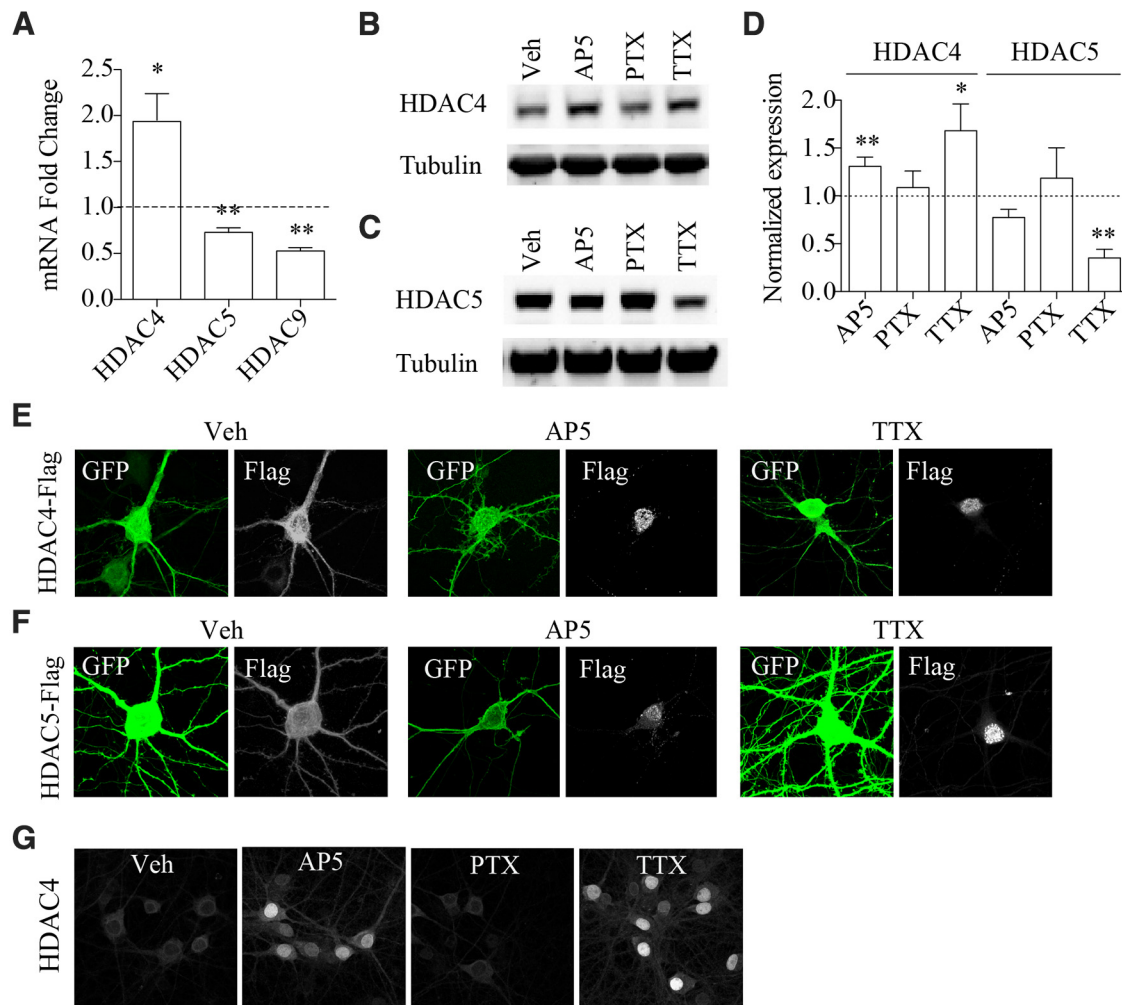 A
mRNA Fold Change
2.5
2.0
1.5
1.0
0.5
0.0
*
**
**
HDAC4
HDAC5
HDAC9
B
Veh
AP5
PTX
TTX
HDAC4
Tubulin
C
Veh
AP5
PTX
TTX
HDAC5
Tubulin
D
HDAC4
HDAC5
Normalized expression
2.0
1.5
1.0
0.5
0.0
**
*
**
AP5
PTX
TTX
AP5
PTX
TTX
E
Veh
AP5
TTX
HDAC4-Flag
GFP
Flag
GFP
Flag
GFP
Flag
F
Veh
AP5
TTX
HDAC5-Flag
GFP
Flag
GFP
Flag
GFP
Flag
G
HDAC4
Veh
AP5
PTX
TTX